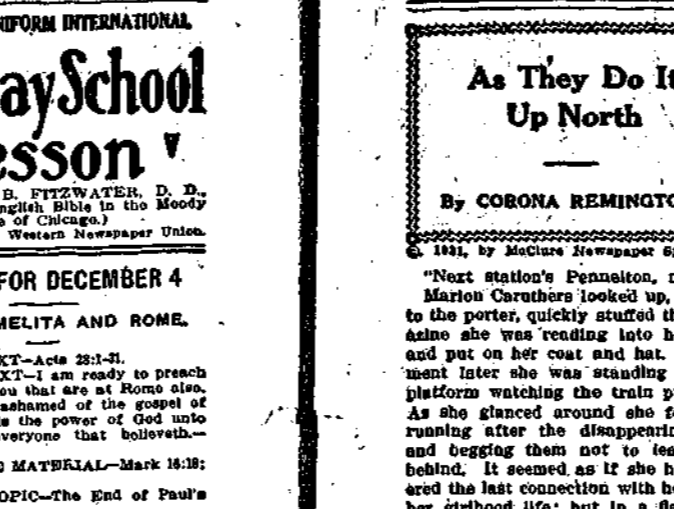 NIFORM INTERNATIONAL
ay School
esson
B. FITZWATER, D. D.,
nglish Bible in the Moody
e of Chicago.)
Western Newspaper Union.
FOR DECEMBER 4
MELITA AND ROME.
XT—Acts 28:1-31.
XT—I am ready to preach
ou that are at Rome also.
ashamed of the gospel of
is the power of God unto
everyone that believeth.—
MATERIAL—Mark 16:18;
OPIC—The End of Paul's
As They Do It
Up North
By CORONA REMINGTO
©, 1921, by McClure Newspaper S
"Next station's Pennelton, m
Marion Caruthers looked up,
to the porter, quickly stuffed th
azine she was reading into h
and put on her coat and hat.
ment later she was standing
platform watching the train p
As she glanced around she f
running after the disappearin
and begging them not to lea
behind. It seemed as if she h
ered the last connection with he
her girlhood life; but in a